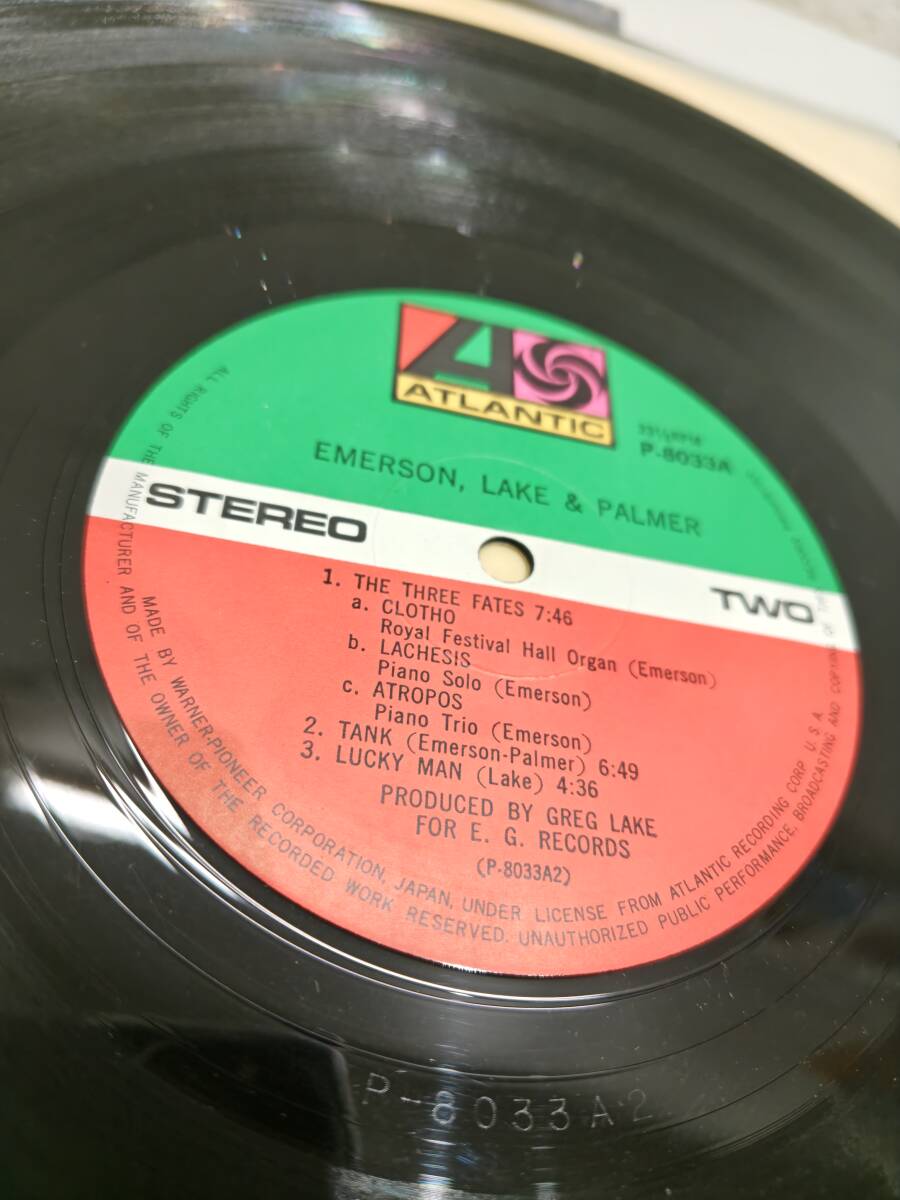 ATLANTIC
33 1/3 RPM
P-8033A
EMERSON, LAKE & PALMER
STEREO
TWO
1. THE THREE FATES 7:46
a. CLOTHO
Royal Festival Hall Organ (Emerson)
b. LACHESIS
Piano Solo (Emerson)
c. ATROPOS
Piano Trio (Emerson)
2. TANK (Emerson-Palmer) 6:49
3. LUCKY MAN (Lake) 4:36
PRODUCED BY GREG LAKE
FOR E. G. RECORDS
(P-8033A2)
MADE BY WARNER-PIONEER CORPORATION, JAPAN, UNDER LICENSE FROM ATLANTIC RECORDING CORP. U. S. A.
ALL RIGHTS OF THE MANUFACTURER AND OF THE OWNER OF THE RECORDED WORK RESERVED. UNAUTHORIZED PUBLIC PERFORMANCE, BROADCASTING AND
P-8033A2